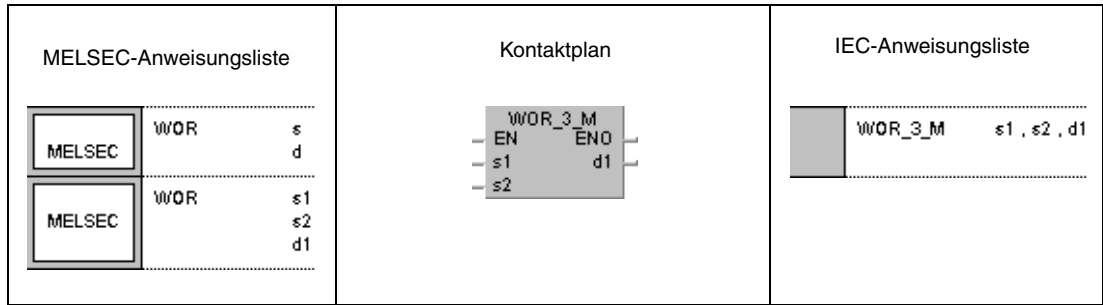 MELSEC-Anweisungsliste
MELSEC
WOR s
d
MELSEC
WOR s1
s2
d1
Kontaktplan
WOR_3_M
EN ENO
s1 d1
s2
IEC-Anweisungsliste
WOR_3_M s1 , s2 , d1